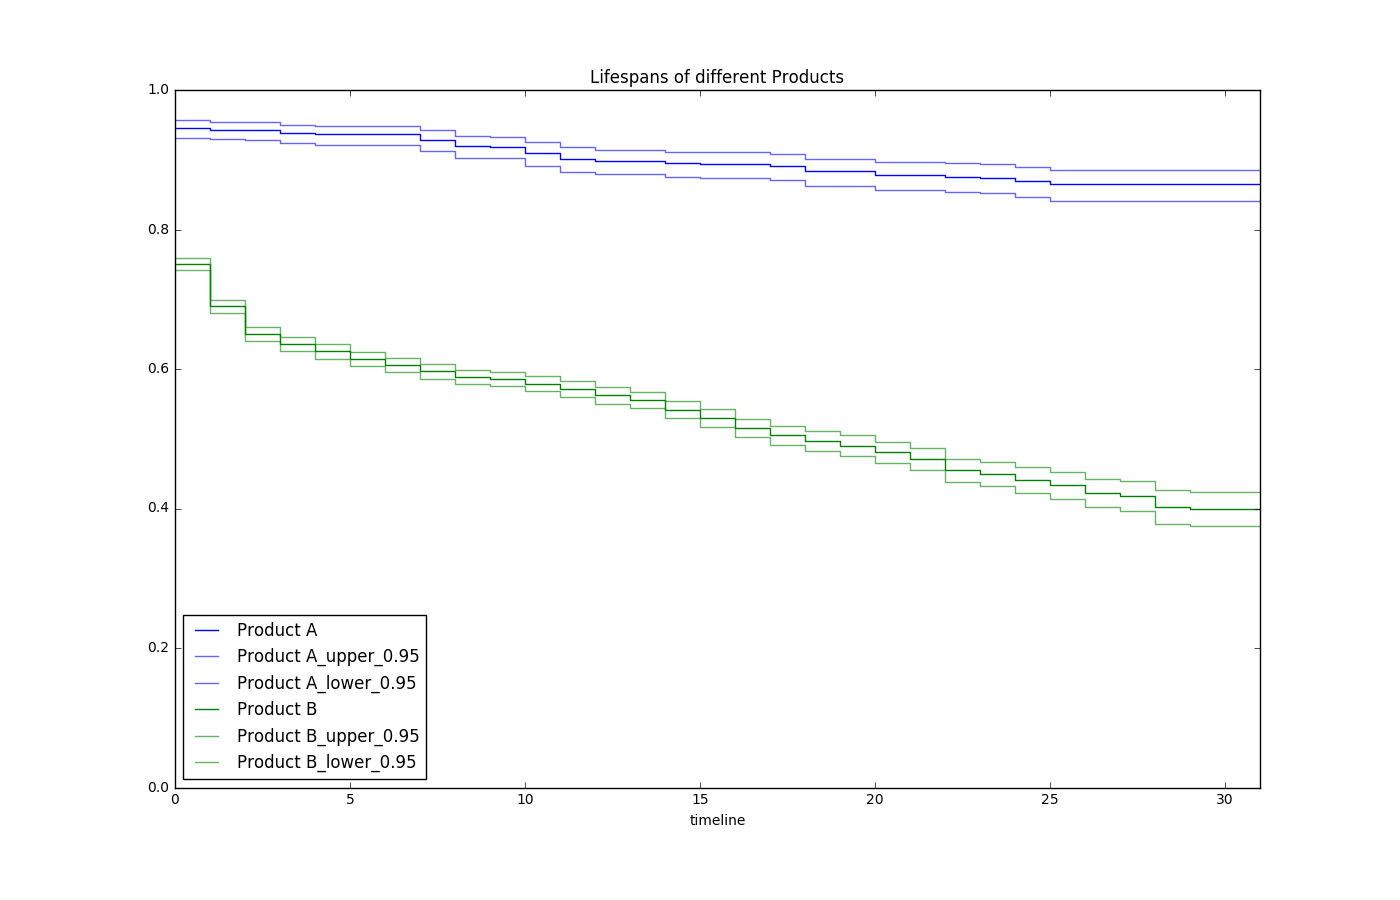 Lifespans of different Products
1.0
0.8
0.6
0.4
0.2
0.0
Product A
Product A_upper_0.95
Product A_lower_0.95
Product B
Product B_upper_0.95
Product B_lower_0.95
0 5 10 15 20 25 30
timeline